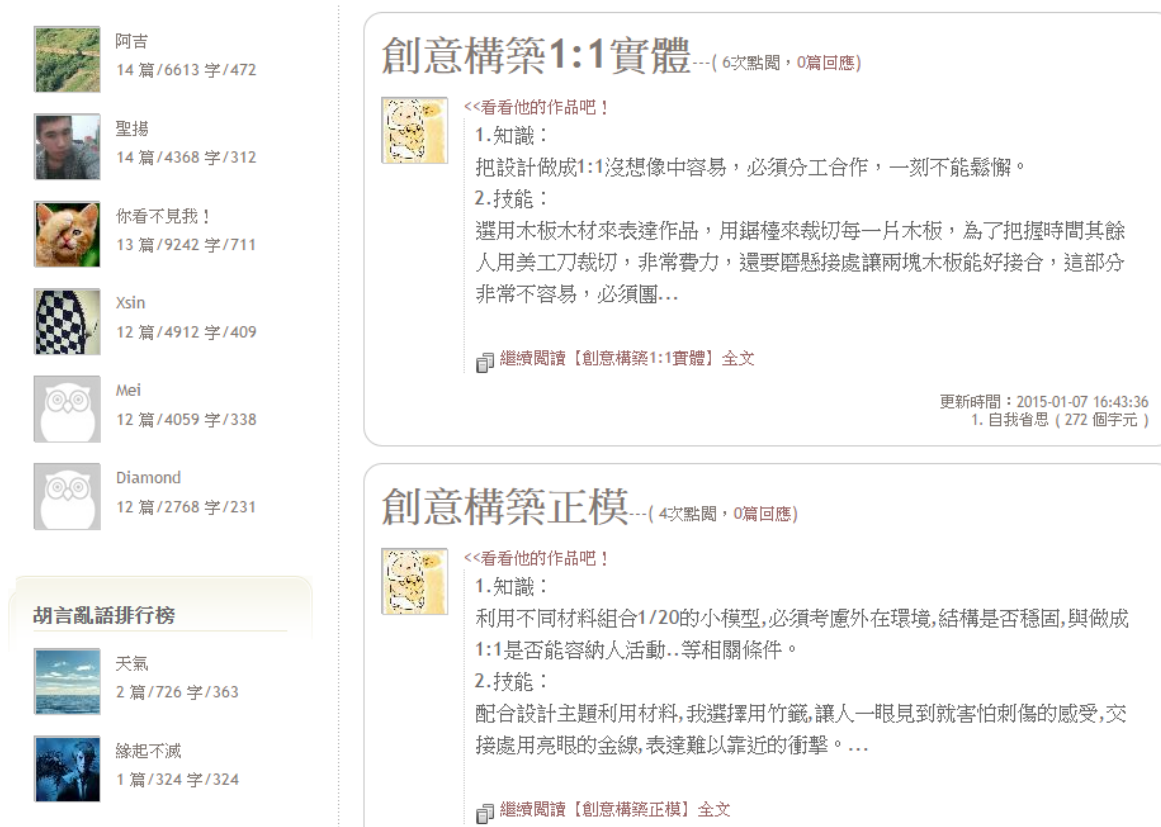 阿吉
14 篇/6613 字/472
聖揚
14 篇/4368 字/312
你看不見我！
13 篇/9242 字/711
Xsin
12 篇/4912 字/409
Mei
12 篇/4059 字/338
Diamond
12 篇/2768 字/231
胡言亂語排行榜
天氣
2 篇/726 字/363
緣起不滅
1 篇/324 字/324
創意構築1:1實體---( 6次點閱，0篇回應)
<<看看他的作品吧！
1.知識：
把設計做成1:1沒想像中容易，必須分工合作，一刻不能鬆懈。
2.技能：
選用木板木材來表達作品，用鋸檯來裁切每一片木板，為了把握時間其餘
人用美工刀裁切，非常費力，還要磨懸接處讓兩塊木板能好接合，這部分
非常不容易，必須團...
繼續閱讀【創意構築1:1實體】全文
更新時間：2015-01-07 16:43:36
1. 自我省思 ( 272 個字元 )
創意構築正模---( 4次點閱，0篇回應)
<<看看他的作品吧！
1.知識：
利用不同材料組合1/20的小模型,必須考慮外在環境,結構是否穩固,與做成
1:1是否能容納人活動..等相關條件。
2.技能：
配合設計主題利用材料,我選擇用竹籤,讓人一眼見到就害怕刺傷的感受,交
接處用亮眼的金線,表達難以靠近的衝擊。...
繼續閱讀【創意構築正模】全文